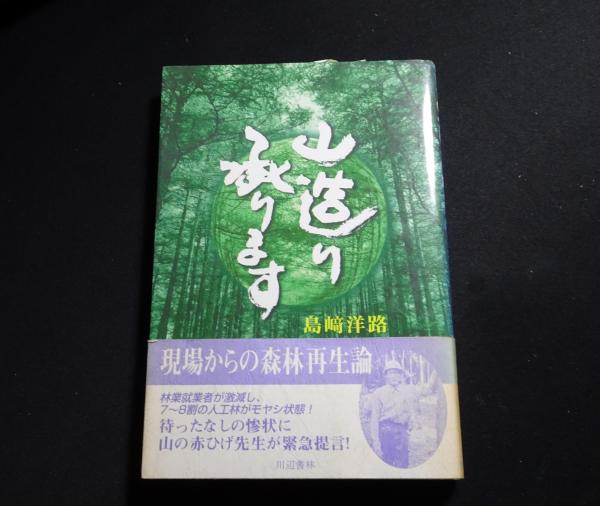 山造り
承ります
島﨑洋路
現場からの森林再生論
林業就業者が激減し、
7〜8割の人工林がモヤシ状態！
待ったなしの惨状に
山の赤ひげ先生が緊急提言！
川辺書林